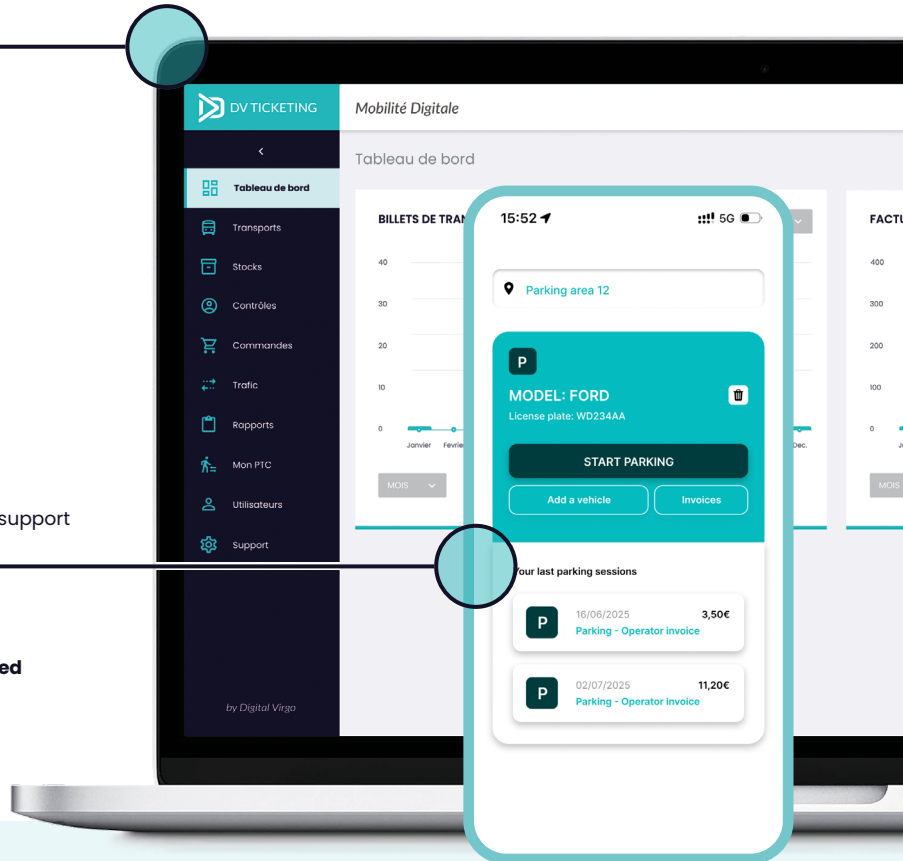 DV TICKETING
Mobilité Digitale
Tableau de bord
Tableau de bord
Transports
Stocks
Contrôles
Commandes
Trafic
Rapports
Mon PTC
Utilisateurs
Support
by Digital Virgo
support
ed
BILLETS DE TRAN
40
30
20
10
0
Janvier Fevrie
Dec.
MOIS
15:52 5G
Parking area 12
P
MODEL: FORD
License plate: WD234AA
START PARKING
Add a vehicle Invoices
Your last parking sessions
P
16/06/2025 3,50€
Parking - Operator invoice
P
02/07/2025 11,20€
Parking - Operator invoice
FACTU
400
300
200
100
0
MOIS